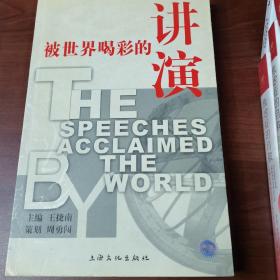 被世界喝彩的
讲演
THE
SPEECHES
ACCLAIMED
BY THE
WORLD
主编 王捷南
策划 周勇闯
上海文化出版社